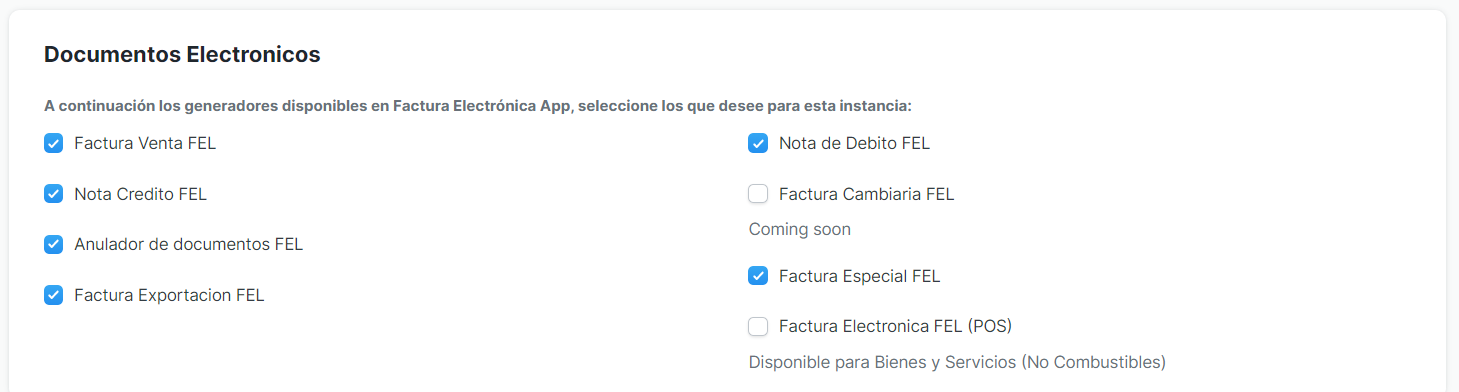 Documentos Electronicos
A continuación los generadores disponibles en Factura Electrónica App, seleccione los que desee para esta instancia:
Factura Venta FEL
Nota Credito FEL
Anulador de documentos FEL
Factura Exportacion FEL
Nota de Debito FEL
Factura Cambiaria FEL
Coming soon
Factura Especial FEL
Factura Electronica FEL (POS)
Disponible para Bienes y Servicios (No Combustibles)